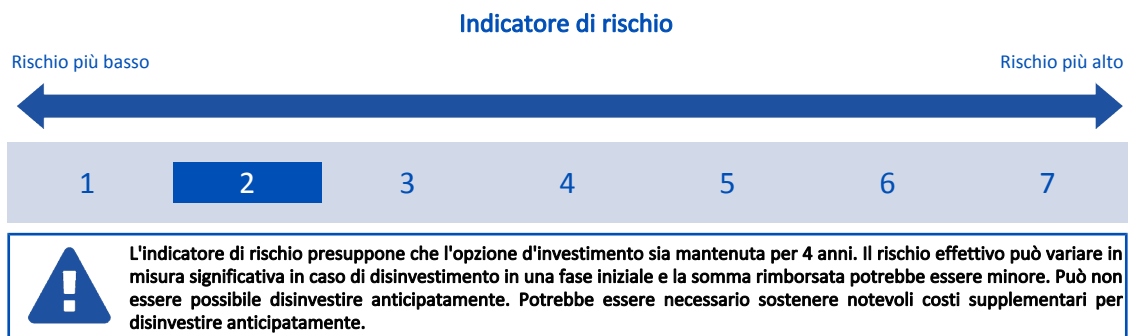 Indicatore di rischio
Rischio più basso
Rischio più alto
1 2 3 4 5 6 7
L'indicatore di rischio presuppone che l'opzione d'investimento sia mantenuta per 4 anni. Il rischio effettivo può variare in
misura significativa in caso di disinvestimento in una fase iniziale e la somma rimborsata potrebbe essere minore. Può non
essere possibile disinvestire anticipatamente. Potrebbe essere necessario sostenere notevoli costi supplementari per
disinvestire anticipatamente.